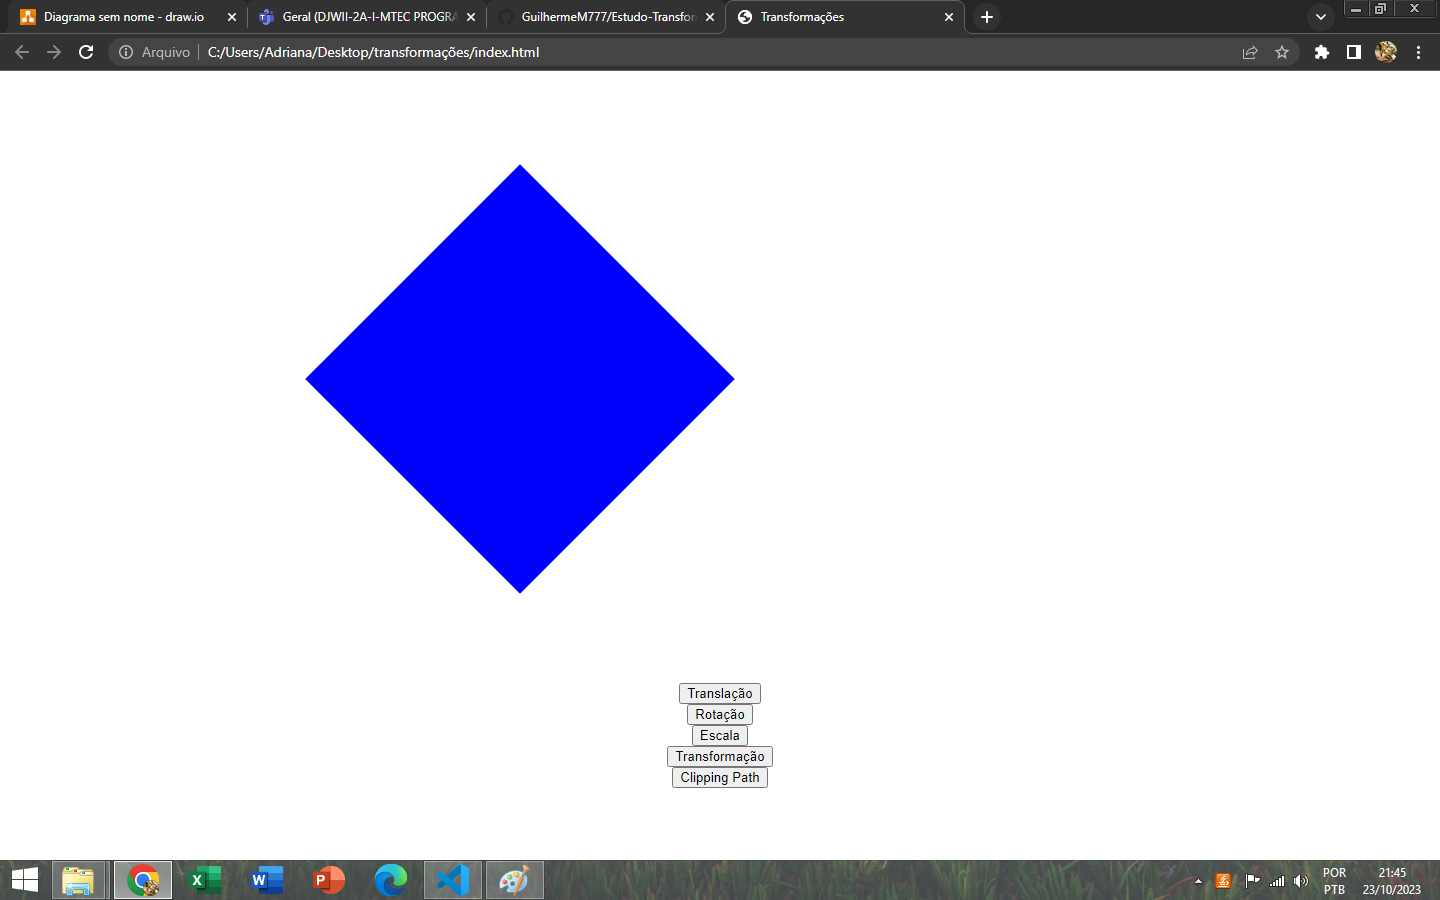 Diagrama sem nome - draw.io
Geral (DJWII-2A-I-MTEC PROGRA
GuilhermeM777/Estudo-Transfor
Transformações
Arquivo
C:/Users/Adriana/Desktop/transformações/index.html
Translação
Rotação
Escala
Transformação
Clipping Path
POR
PTB
21:45
23/10/2023